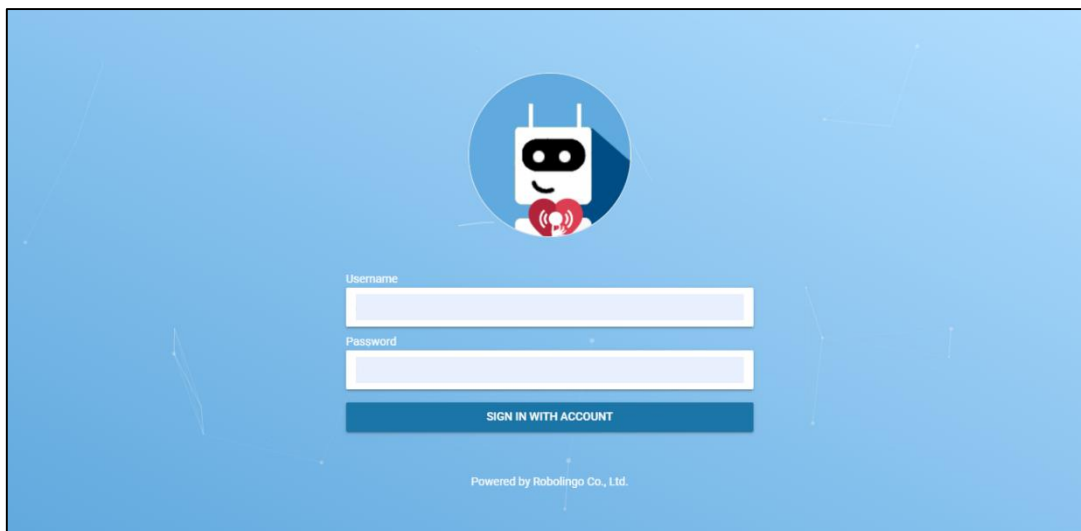 Username
Password
SIGN IN WITH ACCOUNT
Powered by Robolingo Co., Ltd.